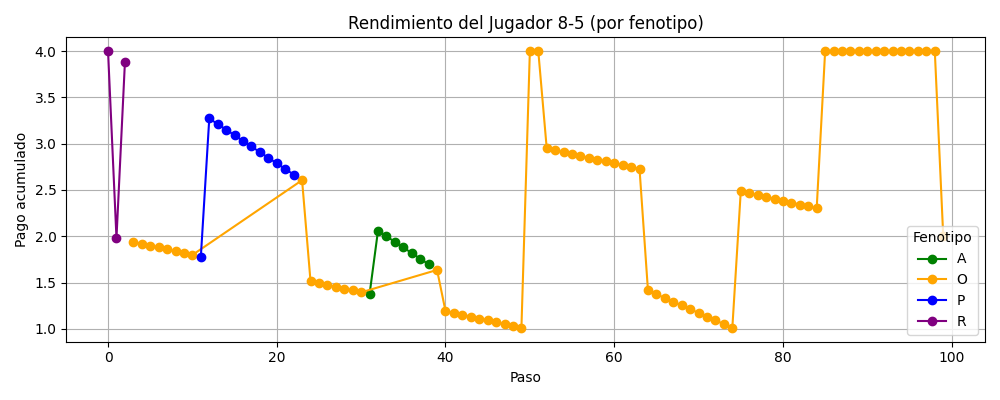 Rendimiento del Jugador 8-5 (por fenotipo)
Pago acumulado
4.0
3.5
3.0
2.5
2.0
1.5
1.0
0
20
40
60
80
100
Paso
Fenotipo
A
O
P
R